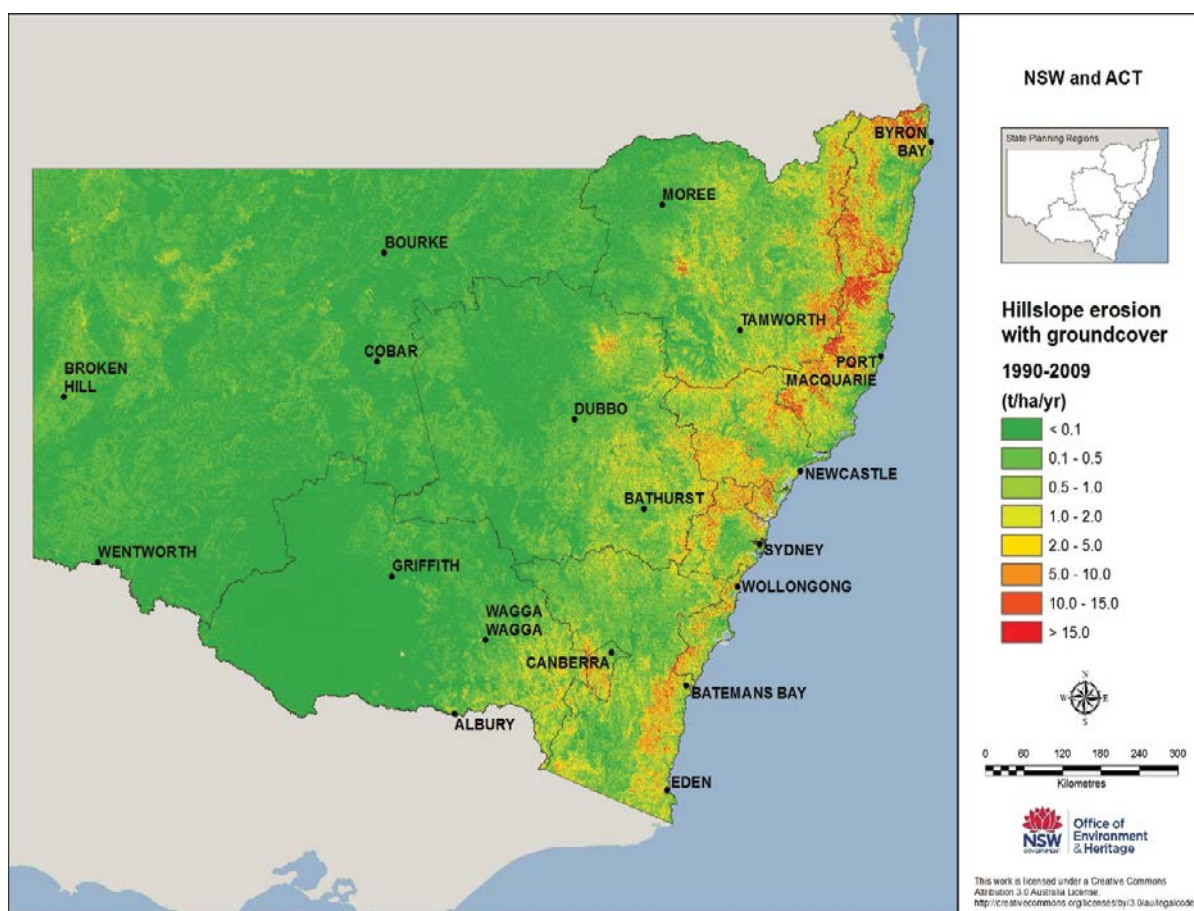 BYRON
BAY
MOREE
BOURKE
TAMWORTH
COBAR
PORT
MACQUARIE
BROKEN
HILL
DUBBO
NEWCASTLE
BATHURST
SYDNEY
WENTWORTH
GRIFFITH
WOLLONGONG
WAGGA
WAGGA
CANBERRA
BATEMANS BAY
ALBURY
EDEN
NSW and ACT
State Planning Regions
Hillslope erosion
with groundcover
1990-2009
(t/ha/yr)
< 0.1
0.1 - 0.5
0.5 - 1.0
1.0 - 2.0
2.0 - 5.0
5.0 - 10.0
10.0 - 15.0
> 15.0
N
W E
S
0 60 120 180 240 300
Kilometres
NSW
GOVERNMENT
Office of
Environment
& Heritage
This work is licensed under a Creative Commons
Attribution 3.0 Australia License:
http://creativecommons.org/licenses/by/3.0/au/legalcode